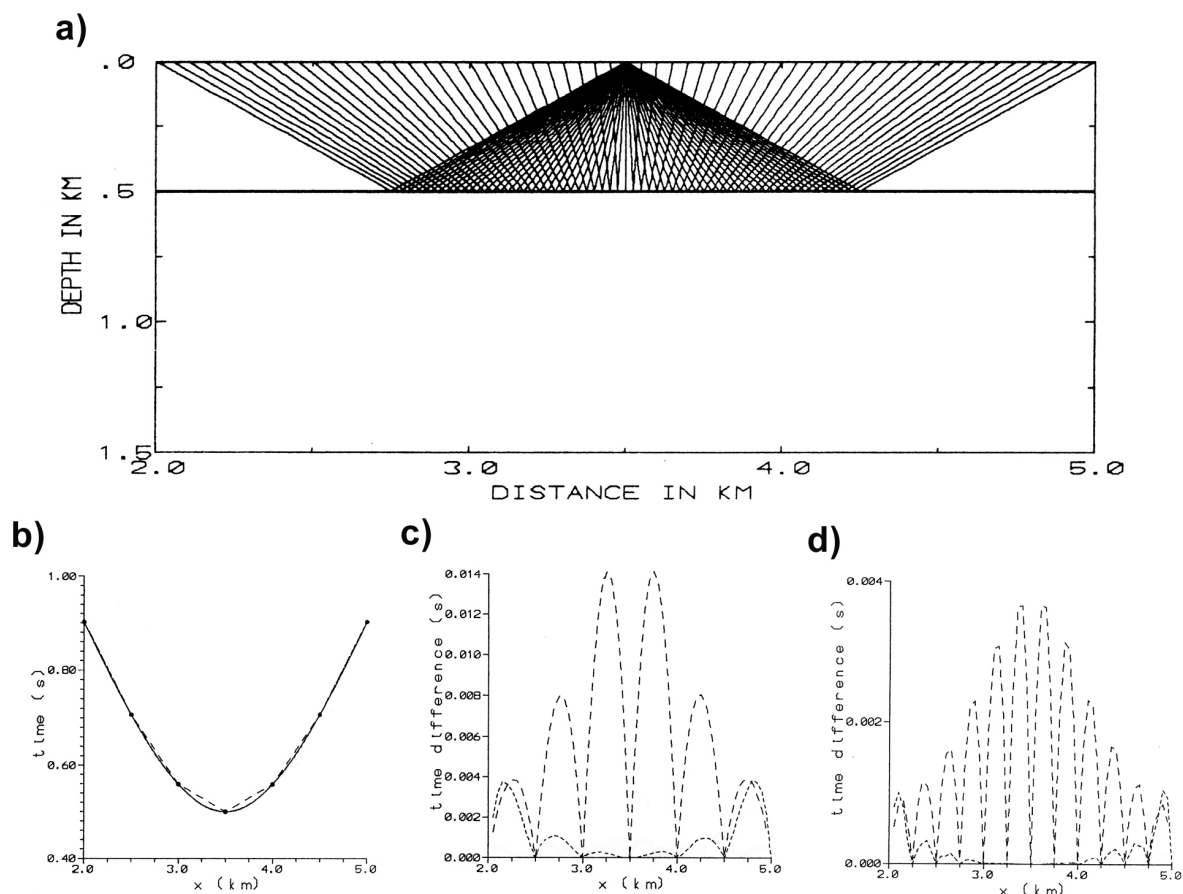 a)
.0
.5
1.0
1.5
DEPTH IN KM
2.0 3.0 4.0 5.0
DISTANCE IN KM
b)
1.00
0.80
0.60
0.40
time (s)
2.0 3.0 4.0 5.0
x (km)
c)
0.014
0.012
0.010
0.008
0.006
0.004
0.002
0.000
time difference (s)
2.0 3.0 4.0 5.0
x (km)
d)
0.004
0.002
0.000
time difference (s)
2.0 3.0 4.0 5.0
x (km)